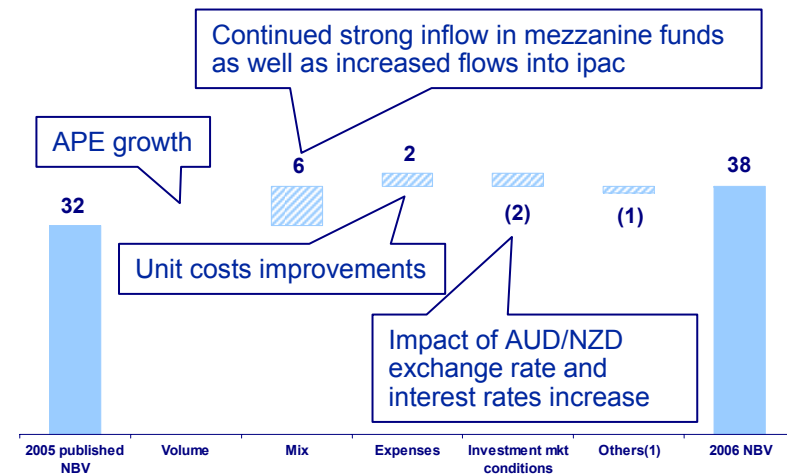 Continued strong inflow in mezzanine funds
as well as increased flows into ipac
APE growth
32
6
2
(2)
(1)
38
Unit costs improvements
Impact of AUD/NZD
exchange rate and
interest rates increase
2005 published
NBV
Volume
Mix
Expenses
Investment mkt
conditions
Others(1)
2006 NBV